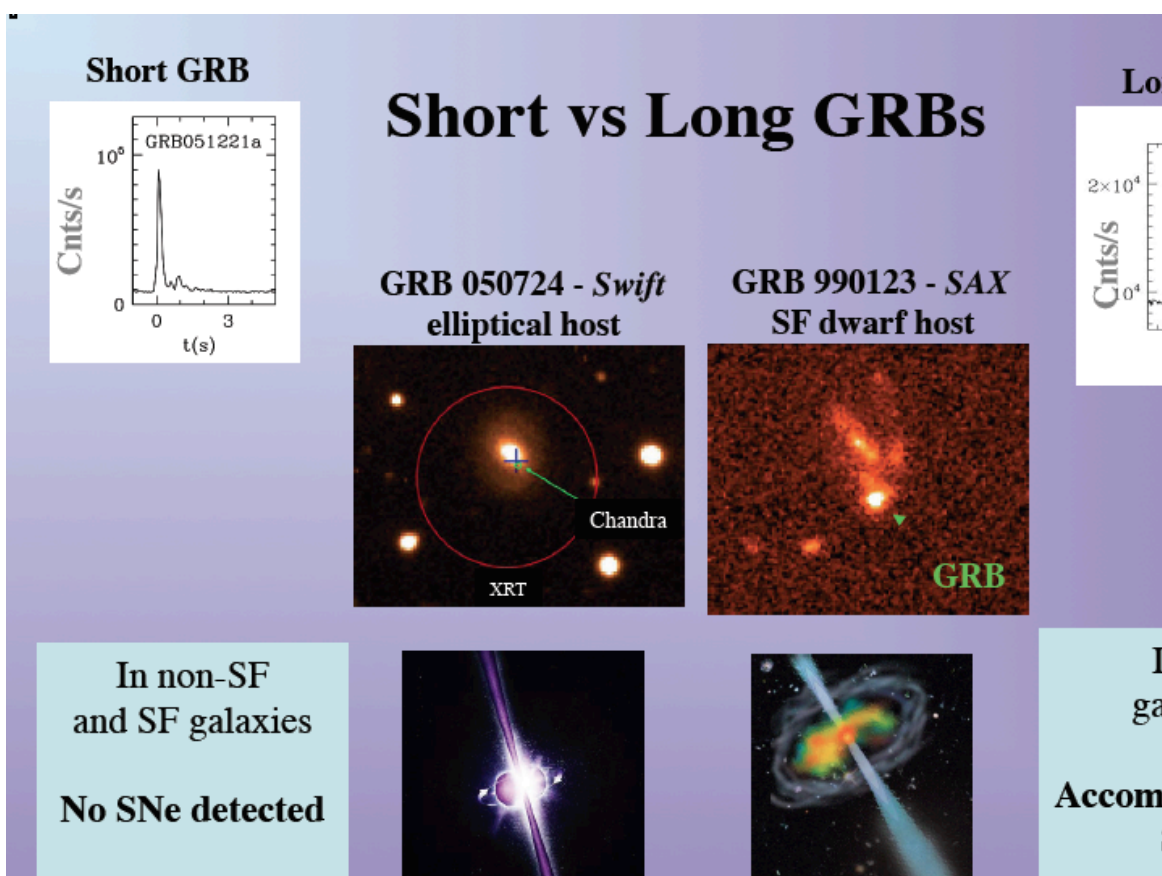 Short GRB
Short vs Long GRBs
Lo
GRB051221a
10⁶
Cnts/s
0
0 3
t(s)
2×10⁴
Cnts/s
10⁴
GRB 050724 - Swift
elliptical host
GRB 990123 - SAX
SF dwarf host
Chandra
XRT
GRB
In non-SF
and SF galaxies
No SNe detected
ga
Accom